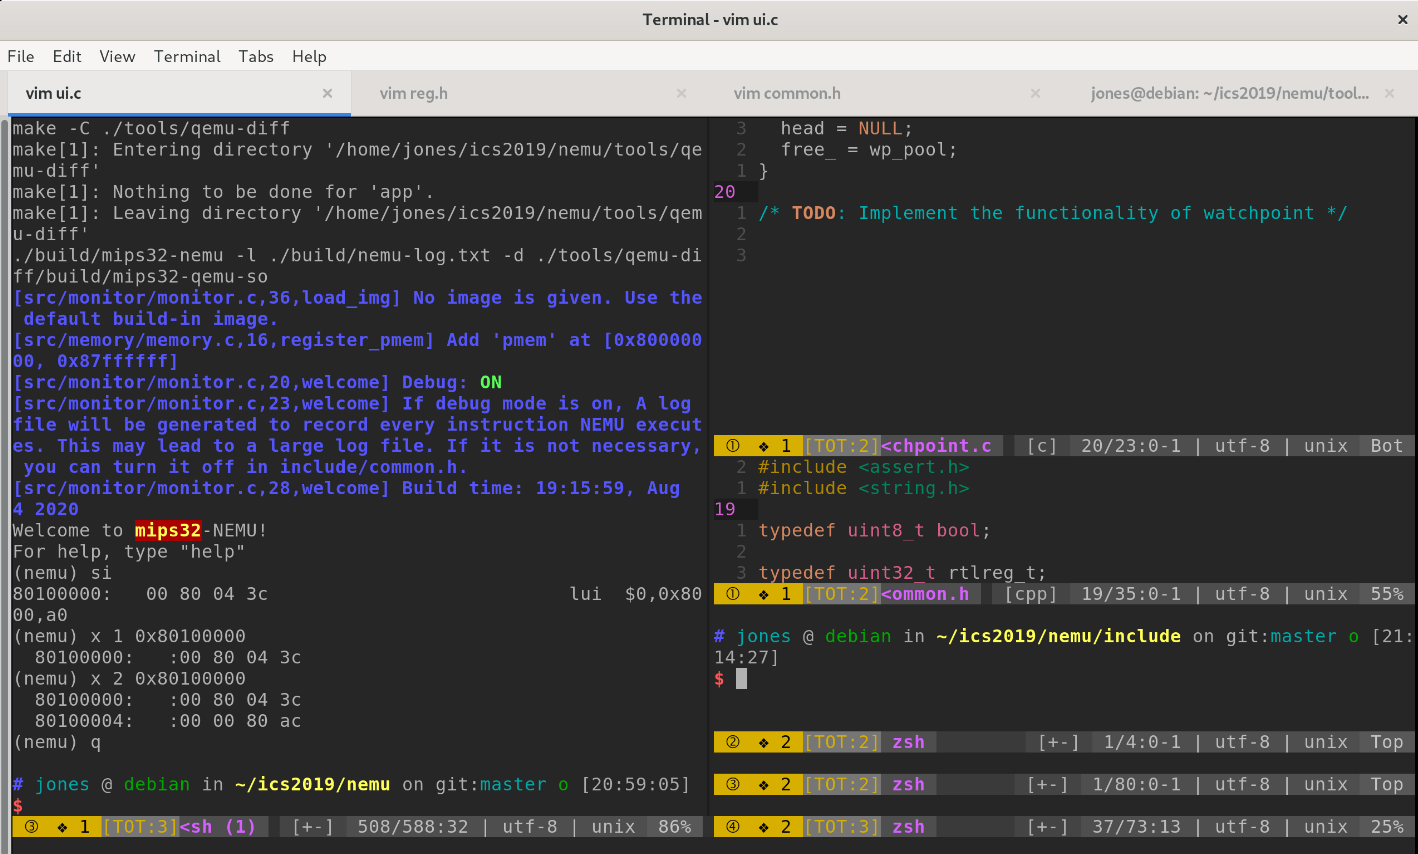 Terminal - vim ui.c
×
File Edit View Terminal Tabs Help
vim ui.c × vim reg.h × vim common.h × jones@debian: ~/ics2019/nemu/tool... ×
make -C ./tools/qemu-diff
make[1]: Entering directory '/home/jones/ics2019/nemu/tools/qe
mu-diff'
make[1]: Nothing to be done for 'app'.
make[1]: Leaving directory '/home/jones/ics2019/nemu/tools/qem
u-diff'
./build/mips32-nemu -l ./build/nemu-log.txt -d ./tools/qemu-di
ff/build/mips32-qemu-so
[src/monitor/monitor.c,36,load_img] No image is given. Use the
 default build-in image.
[src/memory/memory.c,16,register_pmem] Add 'pmem' at [0x800000
00, 0x87ffffff]
[src/monitor/monitor.c,20,welcome] Debug: ON
[src/monitor/monitor.c,23,welcome] If debug mode is on, A log
file will be generated to record every instruction NEMU execut
es. This may lead to a large log file. If it is not necessary,
 you can turn it off in include/common.h.
[src/monitor/monitor.c,28,welcome] Build time: 19:15:59, Aug
4 2020
Welcome to mips32-NEMU!
For help, type "help"
(nemu) si
80100000:   00 80 04 3c                           lui  $0,0x80
00,a0
(nemu) x 1 0x80100000
  80100000:   :00 80 04 3c
(nemu) x 2 0x80100000
  80100000:   :00 80 04 3c
  80100004:   :00 00 80 ac
(nemu) q
# jones @ debian in ~/ics2019/nemu on git:master o [20:59:05]
$
③ ❖ 1 [TOT:3]<sh (1) [+-] 508/588:32 | utf-8 | unix 86%
3   head = NULL;
2   free_ = wp_pool;
1 }
20
1 /* TODO: Implement the functionality of watchpoint */
2
3
① ❖ 1 [TOT:2]<chpoint.c [c] 20/23:0-1 | utf-8 | unix Bot
2 #include <assert.h>
1 #include <string.h>
19
1 typedef uint8_t bool;
2
3 typedef uint32_t rtlreg_t;
① ❖ 1 [TOT:2]<ommon.h [cpp] 19/35:0-1 | utf-8 | unix 55%
# jones @ debian in ~/ics2019/nemu/include on git:master o [21:
14:27]
$
② ❖ 2 [TOT:2] zsh [+-] 1/4:0-1 | utf-8 | unix Top
③ ❖ 2 [TOT:2] zsh [+-] 1/80:0-1 | utf-8 | unix Top
④ ❖ 2 [TOT:3] zsh [+-] 37/73:13 | utf-8 | unix 25%